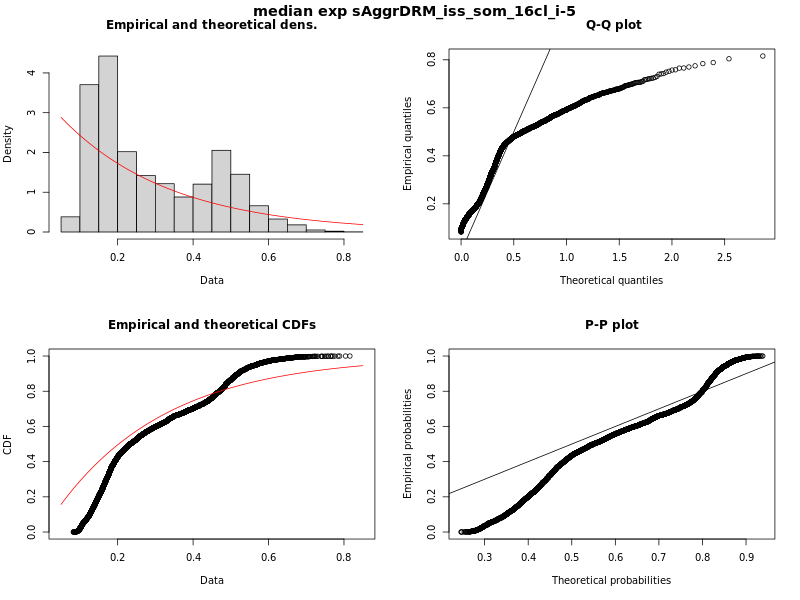 median exp sAggrDRM_iss_som_16cl_i-5
Empirical and theoretical dens.
Density
0 1 2 3 4
0.2 0.4 0.6 0.8
Data
Q-Q plot
Empirical quantiles
0.2 0.4 0.6 0.8
0.0 0.5 1.0 1.5 2.0 2.5
Theoretical quantiles
Empirical and theoretical CDFs
CDF
0.0 0.2 0.4 0.6 0.8 1.0
0.2 0.4 0.6 0.8
Data
P-P plot
Empirical probabilities
0.0 0.2 0.4 0.6 0.8 1.0
0.3 0.4 0.5 0.6 0.7 0.8 0.9
Theoretical probabilities